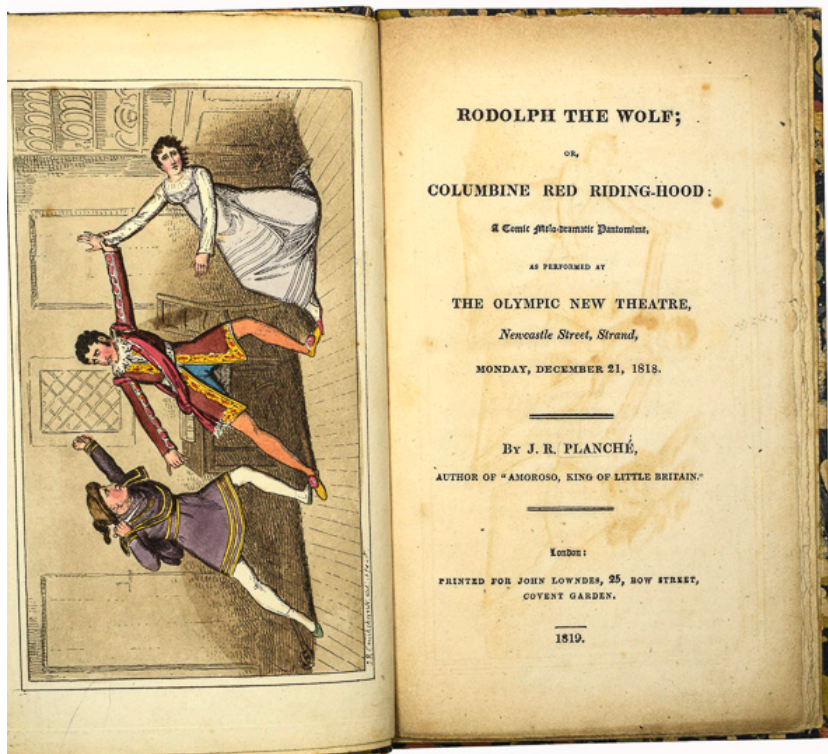 RODOLPH THE WOLF;
OR,
COLUMBINE RED RIDING-HOOD:
A Comic Melo-dramatic Pantomime,
AS PERFORMED AT
THE OLYMPIC NEW THEATRE,
Newcastle Street, Strand,
MONDAY, DECEMBER 21, 1818.
BY J. R. PLANCHÉ,
AUTHOR OF "AMOROSO, KING OF LITTLE BRITAIN."
London:
PRINTED FOR JOHN LOWNDES, 25, BOW STREET,
COVENT GARDEN.
1819.